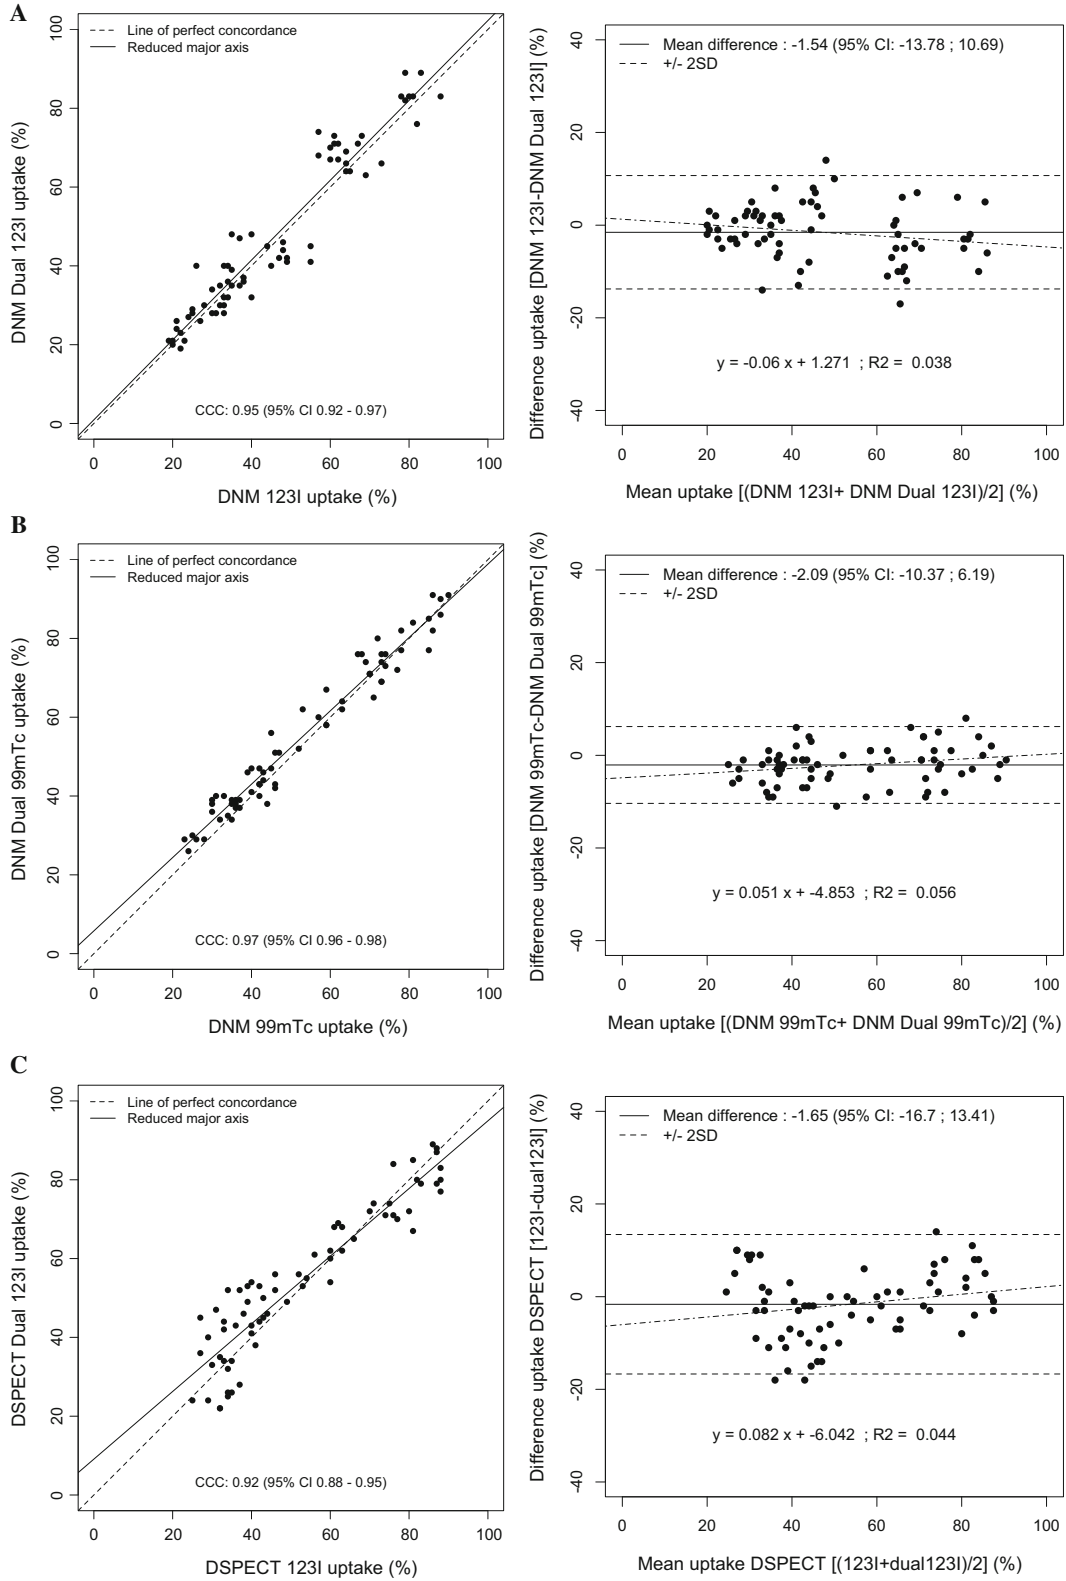 A
Line of perfect concordance
Reduced major axis
DNM Dual 123I uptake (%)
0 20 40 60 80 100
CCC: 0.95 (95% CI 0.92 - 0.97)
0 20 40 60 80 100
DNM 123I uptake (%)
Mean difference : -1.54 (95% CI: -13.78 ; 10.69)
+/- 2SD
Difference uptake [DNM 123I-DNM Dual 123I] (%)
-40 -20 0 20 40
y = -0.06 x + 1.271 ; R2 = 0.038
0 20 40 60 80 100
Mean uptake [(DNM 123I+ DNM Dual 123I)/2] (%)
B
Line of perfect concordance
Reduced major axis
DNM Dual 99mTc uptake (%)
0 20 40 60 80 100
CCC: 0.97 (95% CI 0.96 - 0.98)
0 20 40 60 80 100
DNM 99mTc uptake (%)
Mean difference : -2.09 (95% CI: -10.37 ; 6.19)
+/- 2SD
Difference uptake [DNM 99mTc-DNM Dual 99mTc] (%)
-40 -20 0 20 40
y = 0.051 x + -4.853 ; R2 = 0.056
0 20 40 60 80 100
Mean uptake [(DNM 99mTc+ DNM Dual 99mTc)/2] (%)
C
Line of perfect concordance
Reduced major axis
DSPECT Dual 123I uptake (%)
0 20 40 60 80 100
CCC: 0.92 (95% CI 0.88 - 0.95)
0 20 40 60 80 100
DSPECT 123I uptake (%)
Mean difference : -1.65 (95% CI: -16.7 ; 13.41)
+/- 2SD
Difference uptake DSPECT [123I-dual123I] (%)
-40 -20 0 20 40
y = 0.082 x + -6.042 ; R2 = 0.044
0 20 40 60 80 100
Mean uptake DSPECT [(123I+dual123I)/2] (%)